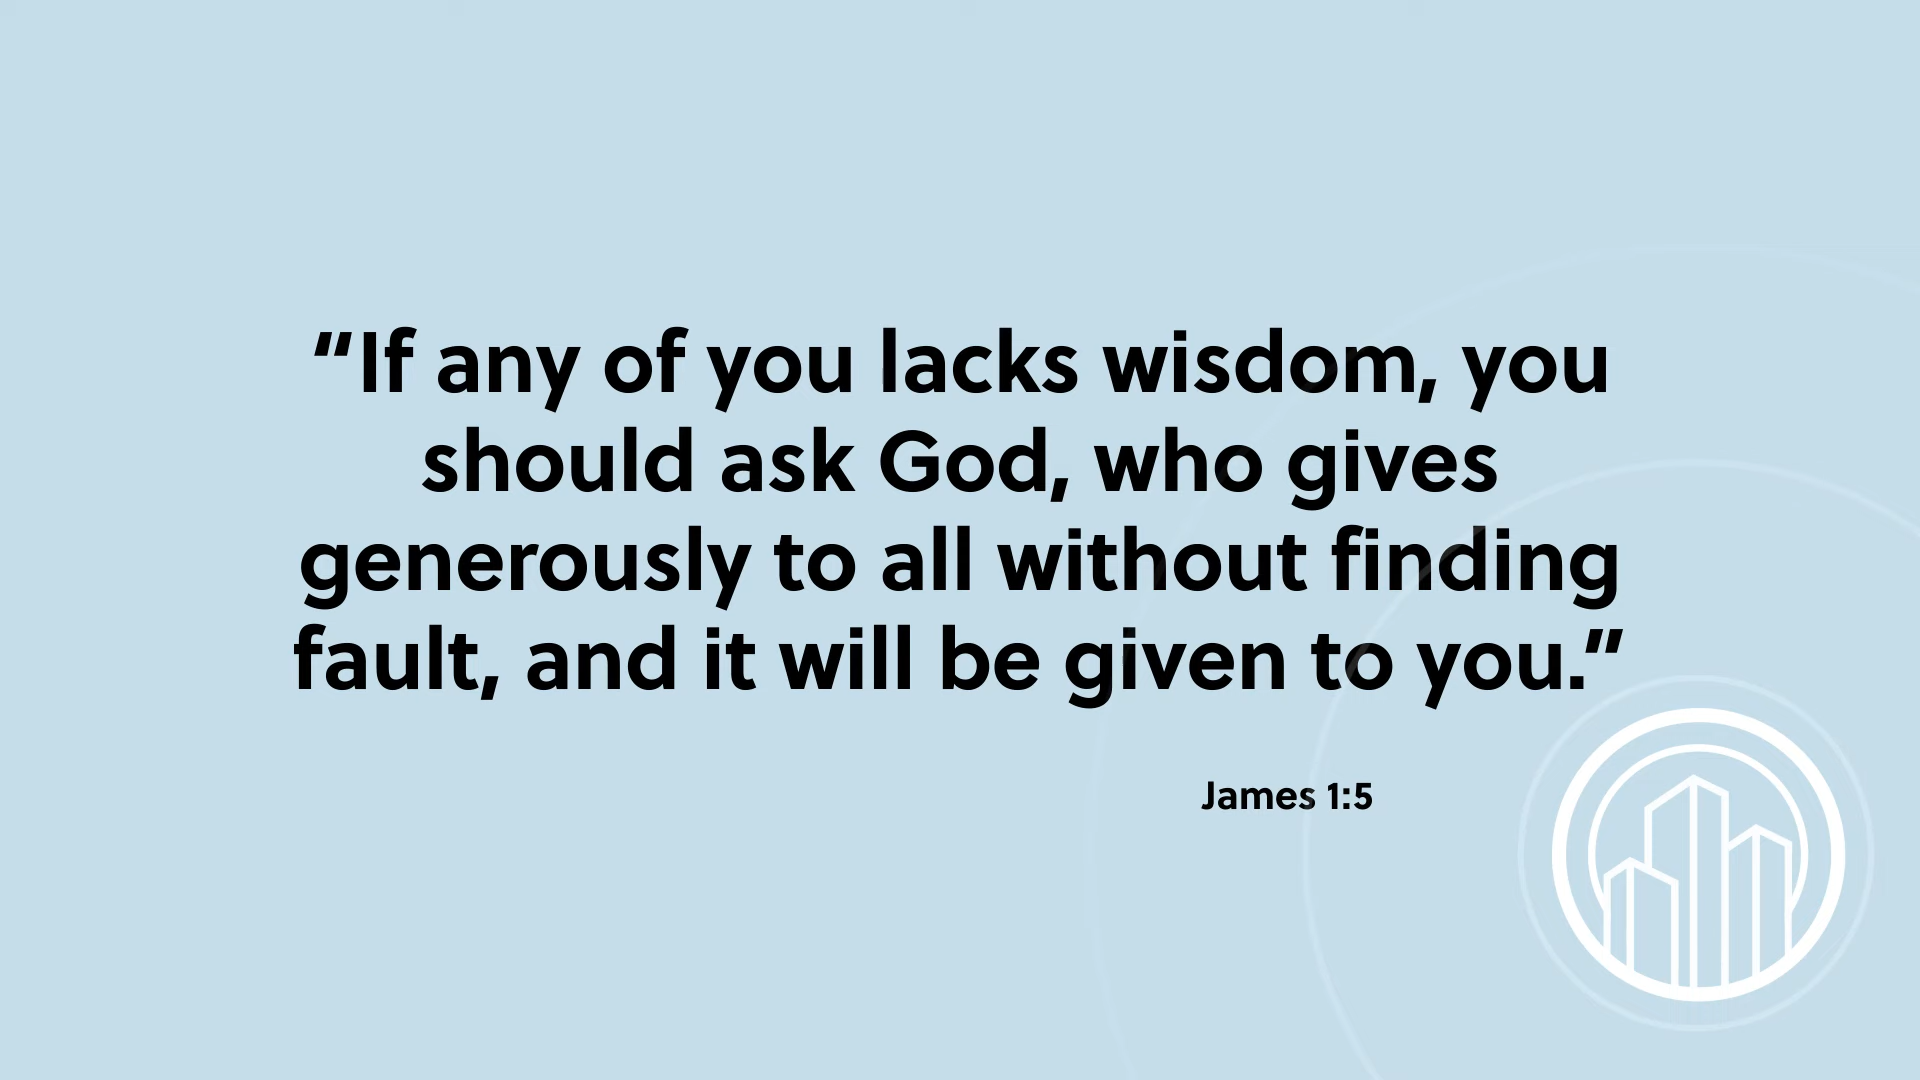 “If any of you lacks wisdom, you
should ask God, who gives
generously to all without finding
fault, and it will be given to you.”
James 1:5